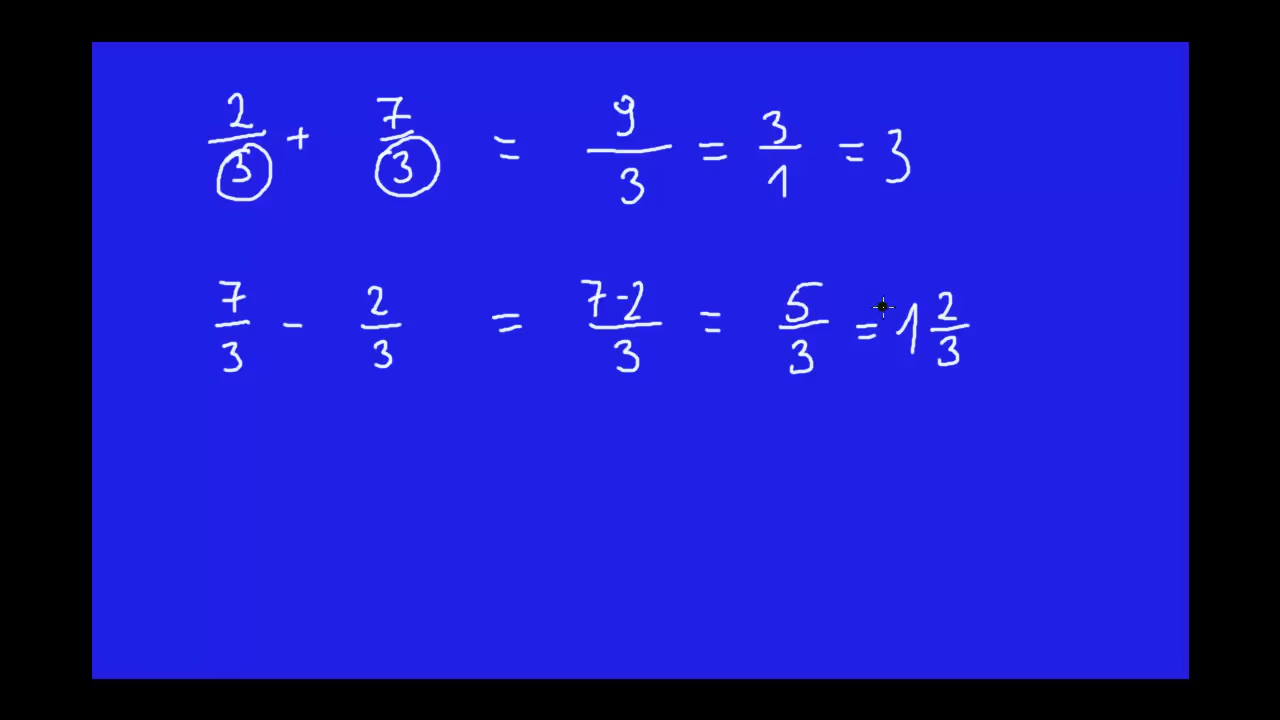 2/3 + 7/3 = 9/3 = 3/1 = 3
7/3 - 2/3 = 7-2/3 = 5/3 = 1 2/3